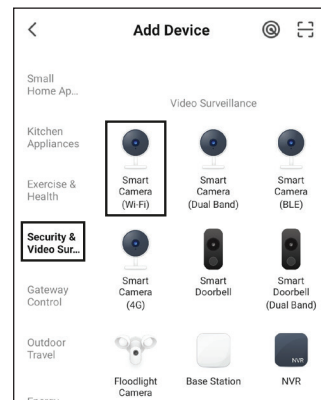 Add Device
Small
Home Ap...
Kitchen
Appliances
Exercise &
Health
Security &
Video Sur...
Gateway
Control
Outdoor
Travel
Energy
Video Surveillance
Smart
Camera
(Wi-Fi)
Smart
Camera
(Dual Band)
Smart
Camera
(BLE)
Smart
Camera
(4G)
Smart
Doorbell
Smart
Doorbell
(Dual Band)
Floodlight
Camera
Base Station
NVR
NVR